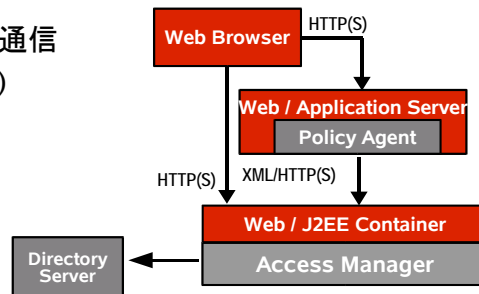 通信
)
Web Browser
HTTP(S)
Web / Application Server
Policy Agent
HTTP(S)
XML/HTTP(S)
Web / J2EE Container
Access Manager
Directory
Server